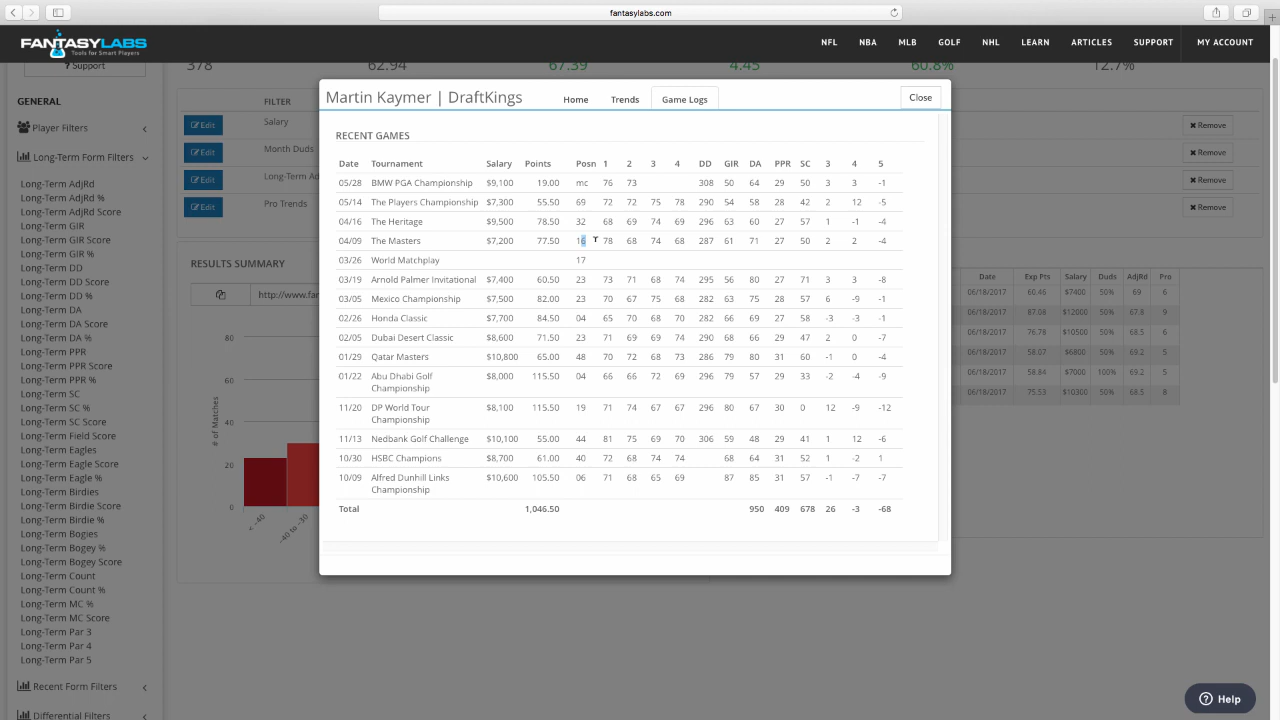 fantasylabs.com
FANTASYLABS
Tools for Smart Players
NFL NBA MLB GOLF NHL LEARN ARTICLES SUPPORT MY ACCOUNT
? Support
378 62.94 67.39 4.45 60.8% 12.7%
GENERAL
Player Filters
Long-Term Form Filters
Long-Term AdjRd
Long-Term AdjRd %
Long-Term AdjRd Score
Long-Term GIR
Long-Term GIR Score
Long-Term GIR %
Long-Term DD Score
Long-Term DD %
Long-Term DA
Long-Term DA Score
Long-Term DA %
Long-Term PPR
Long-Term PPR Score
Long-Term PPR %
Long-Term SC
Long-Term SC %
Long-Term SC Score
Long-Term Field Score
Long-Term Eagles
Long-Term Eagle Score
Long-Term Eagle %
Long-Term Birdies
Long-Term Birdie Score
Long-Term Birdie %
Long-Term Bogies
Long-Term Bogey %
Long-Term Bogey Score
Long-Term Count
Long-Term Count %
Long-Term MC %
Long-Term MC Score
Long-Term Par 3
Long-Term Par 4
Long-Term Par 5
Recent Form Filters
Differential Filters
FILTER
Edit Salary Remove
Edit Month Duds Remove
Edit Long-Term Ad Remove
Edit Pro Trends Remove
RESULTS SUMMARY
http://www.fan
# of Matches
80
60
40
20
0
< -40
-40 to -30
Martin Kaymer | DraftKings
Home Trends Game Logs
Close
RECENT GAMES
Date Tournament Salary Points Posn 1 2 3 4 DD GIR DA PPR SC 3 4 5
05/28 BMW PGA Championship $9,100 19.00 mc 76 73 308 50 64 29 50 3 3 -1
05/14 The Players Championship $7,300 55.50 69 72 72 75 78 290 54 58 28 42 2 12 -5
04/16 The Heritage $9,500 78.50 32 68 69 74 69 296 63 60 27 57 1 -1 -4
04/09 The Masters $7,200 77.50 16 78 68 74 68 287 61 71 27 50 2 2 -4
03/26 World Matchplay 17
03/19 Arnold Palmer Invitational $7,400 60.50 23 73 71 68 74 295 56 80 27 71 3 3 -8
03/05 Mexico Championship $7,500 82.00 23 70 67 75 68 282 63 75 28 57 6 -9 -1
02/26 Honda Classic $7,700 84.50 04 65 70 68 70 282 66 69 27 58 -3 -3 -1
02/05 Dubai Desert Classic $8,600 71.50 23 71 69 69 74 290 68 66 29 47 2 0 -7
01/29 Qatar Masters $10,800 65.00 48 70 72 68 73 286 79 80 31 60 -1 0 -4
01/22 Abu Dhabi Golf Championship $8,000 115.50 04 66 66 72 69 296 79 57 29 33 -2 -4 -9
11/20 DP World Tour Championship $8,100 115.50 19 71 74 67 67 296 80 67 30 0 12 -9 -12
11/13 Nedbank Golf Challenge $10,100 55.00 44 81 75 69 70 306 59 48 29 41 1 12 -6
10/30 HSBC Champions $8,700 61.00 40 72 68 74 74 68 64 31 52 1 -2 1
10/09 Alfred Dunhill Links Championship $10,600 105.50 06 71 68 65 69 87 85 31 57 -1 -7 -7
Total 1,046.50 950 409 678 26 -3 -68
Date Exp Pts Salary Duds AdjRd Pro
06/18/2017 60.46 $7400 50% 69 6
06/18/2017 87.08 $12000 50% 67.8 9
06/18/2017 76.78 $10500 50% 68.5 6
06/18/2017 58.07 $6800 50% 69.2 5
06/18/2017 58.84 $7000 100% 69.2 5
06/18/2017 75.53 $10300 50% 68.5 8
Help